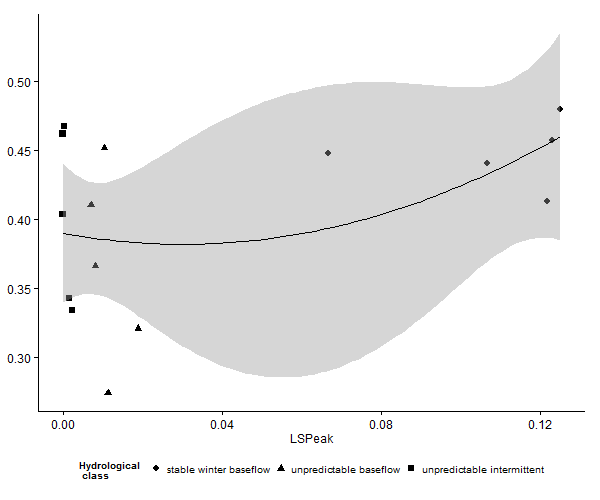 0.50
0.45
0.40
0.35
0.30
0.00 0.04 0.08 0.12
LSPeak
Hydrological
class
stable winter baseflow unpredictable baseflow unpredictable intermittent